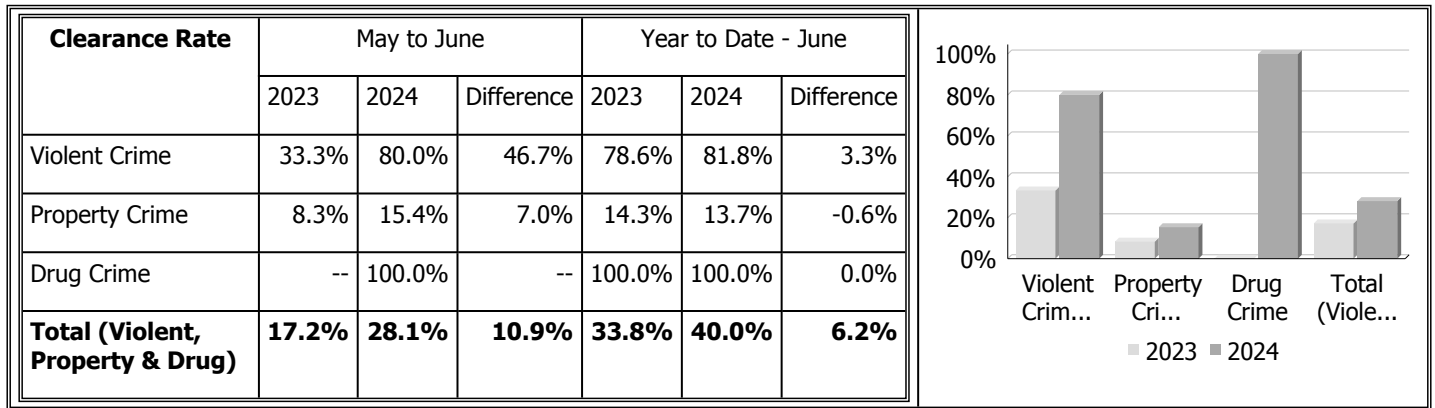 Clearance Rate May to June Year to Date - June
2023 2024 Difference 2023 2024 Difference
Violent Crime 33.3% 80.0% 46.7% 78.6% 81.8% 3.3%
Property Crime 8.3% 15.4% 7.0% 14.3% 13.7% -0.6%
Drug Crime -- 100.0% -- 100.0% 100.0% 0.0%
Total (Violent, 17.2% 28.1% 10.9% 33.8% 40.0% 6.2%
Property & Drug)
100%
80%
60%
40%
20%
0%
Violent Property Drug Total
Crim... Cri... Crime (Viole...
2023 2024